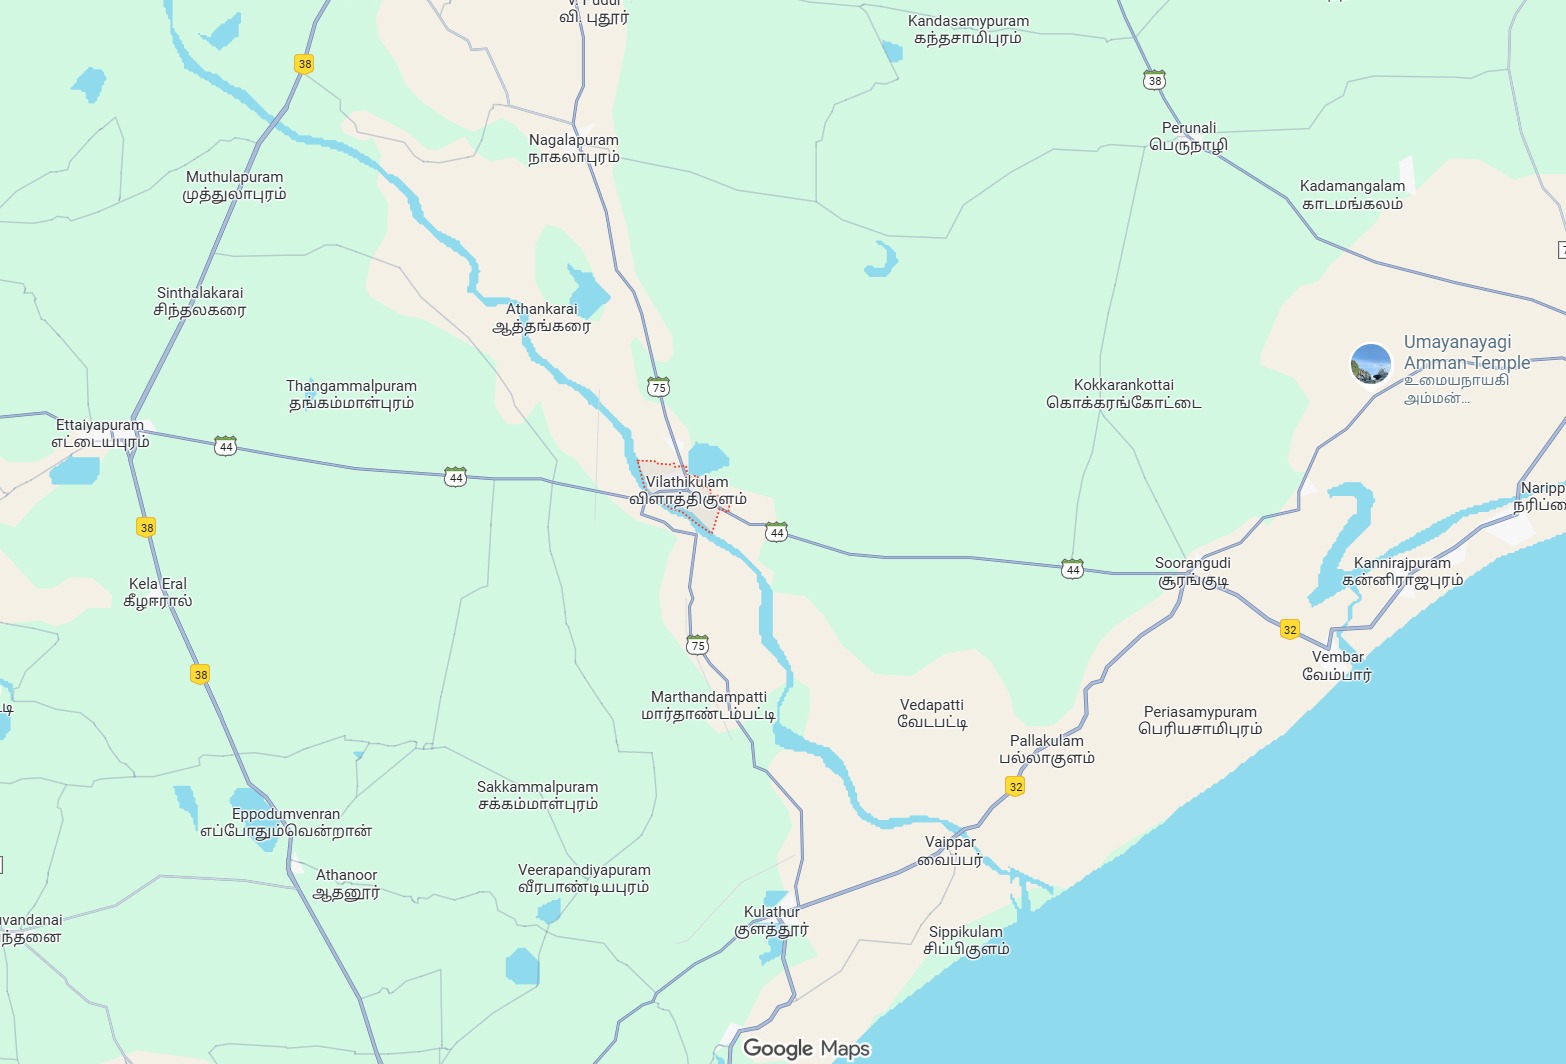 V. Pudur
வி. புதூர்
Kandasamypuram
கந்தசாமிபுரம்
38
38
Perunali
பெருநாழி
Nagalapuram
நாகலாபுரம்
Muthulapuram
முத்துலாபுரம்
Kadamangalam
காடமங்கலம்
Sinthalakarai
சிந்தலகரை
Athankarai
ஆத்தங்கரை
Umayanayagi
Amman Temple
உமையநாயகி
அம்மன்...
Thangammalpuram
தங்கம்மாள்புரம்
75
Kokkarankottai
கொக்கரங்கோட்டை
Ettaiyapuram
எட்டையபுரம்
44
44
Vilathikulam
விளாத்திகுளம்
Naripp
நரிப்பை
38
44
44
Soorangudi
சூரங்குடி
Kannirajpuram
கன்னிராஜபுரம்
Kela Eral
கீழஈரால்
32
75
Vembar
வேம்பார்
38
Marthandampatti
மார்தாண்டம்பட்டி
Vedapatti
வேடபட்டி
Periasamypuram
பெரியசாமிபுரம்
டி
Pallakulam
பல்லாகுளம்
Sakkammalpuram
சக்கம்மாள்புரம்
32
Eppodumvenran
எப்போதும்வென்றான்
Vaippar
வைப்பர்
Athanoor
ஆதனூர்
Veerapandiyapuram
வீரபாண்டியபுரம்
Kulathur
குளத்தூர்
uvandanai
ந்தனை
Sippikulam
சிப்பிகுளம்
Google Maps